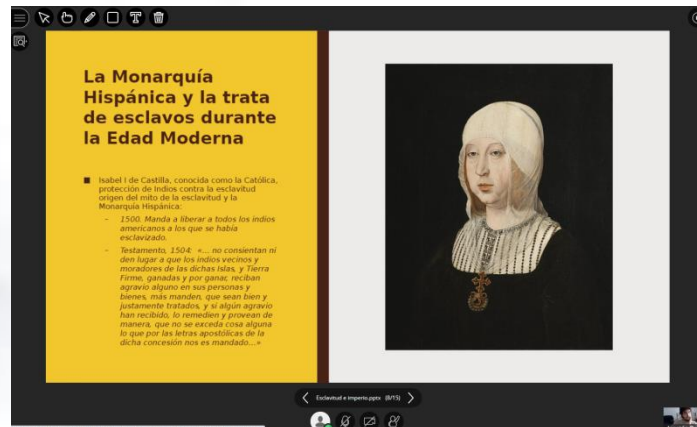 La Monarquía
Hispánica y la trata
de esclavos durante
la Edad Moderna
■ Isabel I de Castilla, conocida como la Católica,
protección de Indios contra la esclavitud
origen del mito de la esclavitud y la
Monarquía Hispánica:
– 1500. Manda a liberar a todos los indios
americanos a los que se había
esclavizado.
– Testamento, 1504: «... no consientan ni
den lugar a que los indios vecinos y
moradores de las dichas Islas, y Tierra
Firme, ganadas y por ganar, reciban
agravio alguno en sus personas y
bienes, más manden, que sean bien y
justamente tratados, y si algún agravio
han recibido, lo remedien y provean de
manera, que no se exceda cosa alguna
lo que por las letras apostólicas de la
dicha concesión nos es mandado...«
Esclavitud e imperio.pptx (8/15)